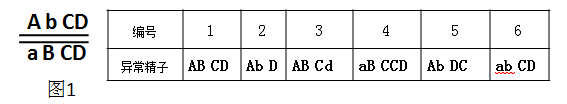 A b CD
a B CD
图1
编号 1 2 3 4 5 6
异常精子 AB CD Ab D AB Cd aB CCD Ab DC ab CD